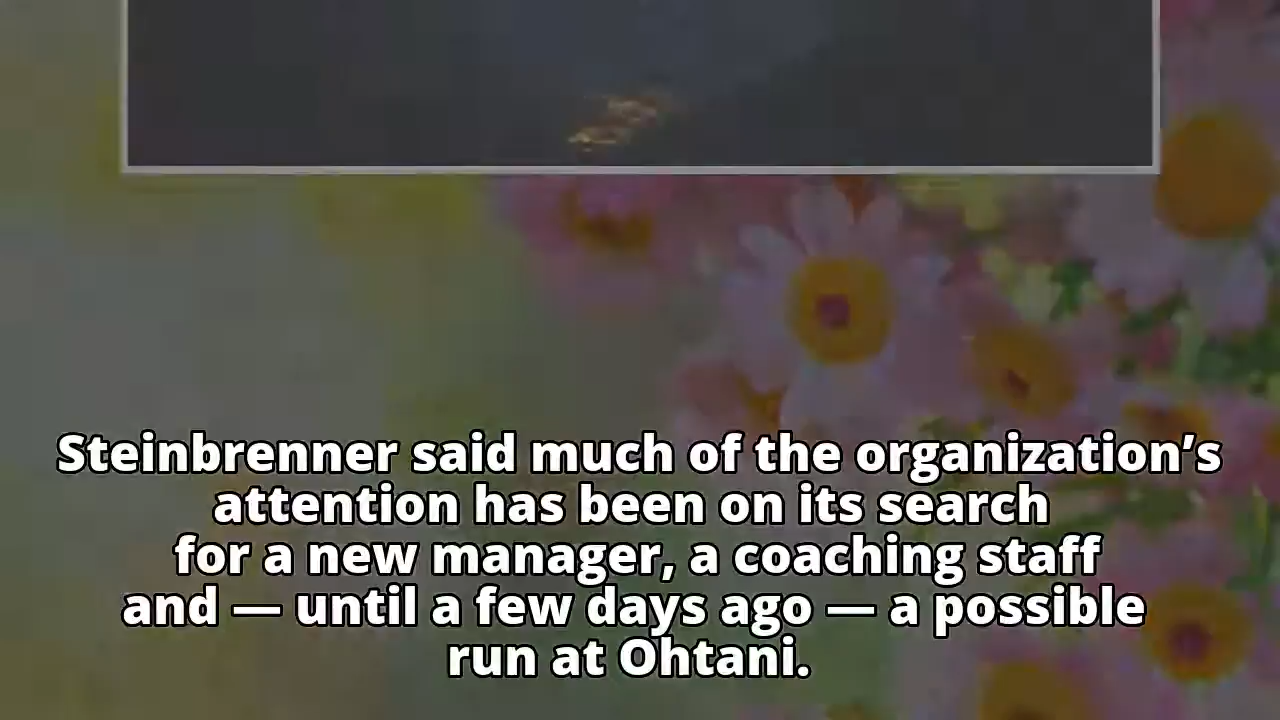 Steinbrenner said much of the organization’s
attention has been on its search
for a new manager, a coaching staff
and — until a few days ago — a possible
run at Ohtani.